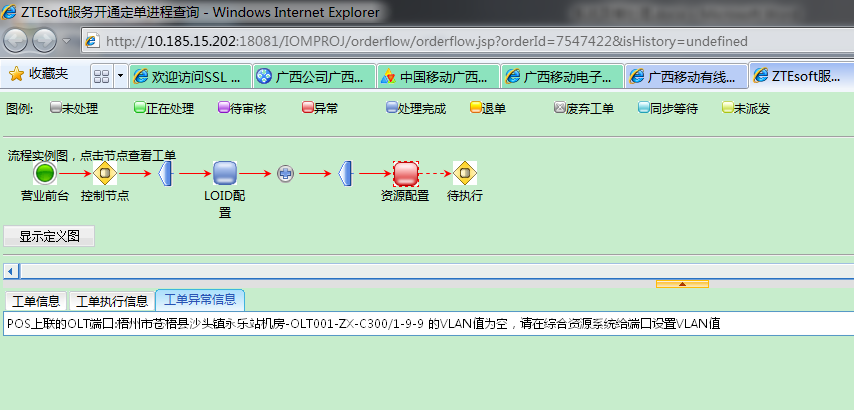 ZTEsoft服务开通定单进程查询 - Windows Internet Explorer
http://10.185.15.202:18081/IOMPROJ/orderflow/orderflow.jsp?orderId=7547422&isHistory=undefined
收藏夹 欢迎访问SSL ... 广西公司广西... 中国移动广西... 广西移动电子... 广西移动有线... ZTEsoft服...
图例: 未处理 正在处理 待审核 异常 处理完成 退单 废弃工单 同步等待 未派发
流程实例图，点击节点查看工单
营业前台 控制节点 LOID配置 资源配置 待执行
显示定义图
工单信息 工单执行信息 工单异常信息
POS上联的OLT端口:梧州市苍梧县沙头镇永乐站机房-OLT001-ZX-C300/1-9-9 的VLAN值为空，请在综合资源系统给端口设置VLAN值